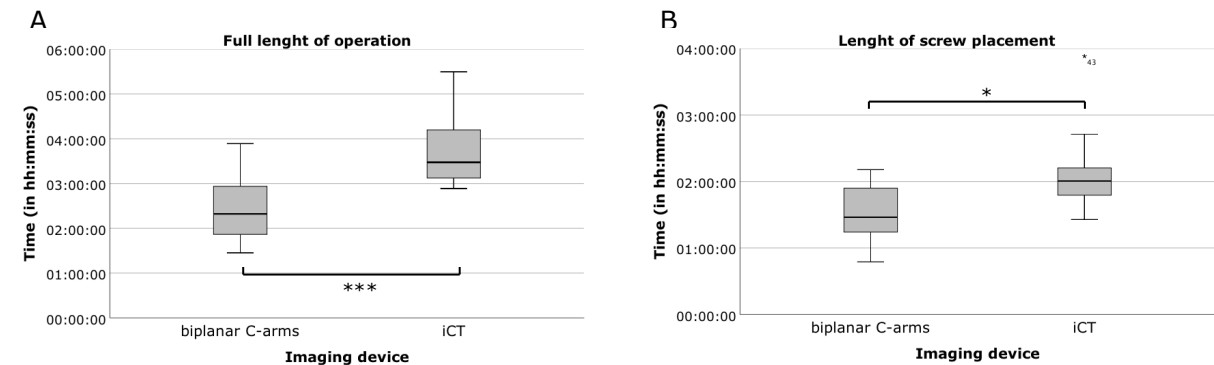 A
Full lenght of operation
06:00:00
05:00:00
04:00:00
03:00:00
02:00:00
01:00:00
00:00:00
Time (in hh:mm:ss)
***
biplanar C-arms
iCT
Imaging device
B
Lenght of screw placement
04:00:00
03:00:00
02:00:00
01:00:00
00:00:00
Time (in hh:mm:ss)
*43
*
biplanar C-arms
iCT
Imaging device